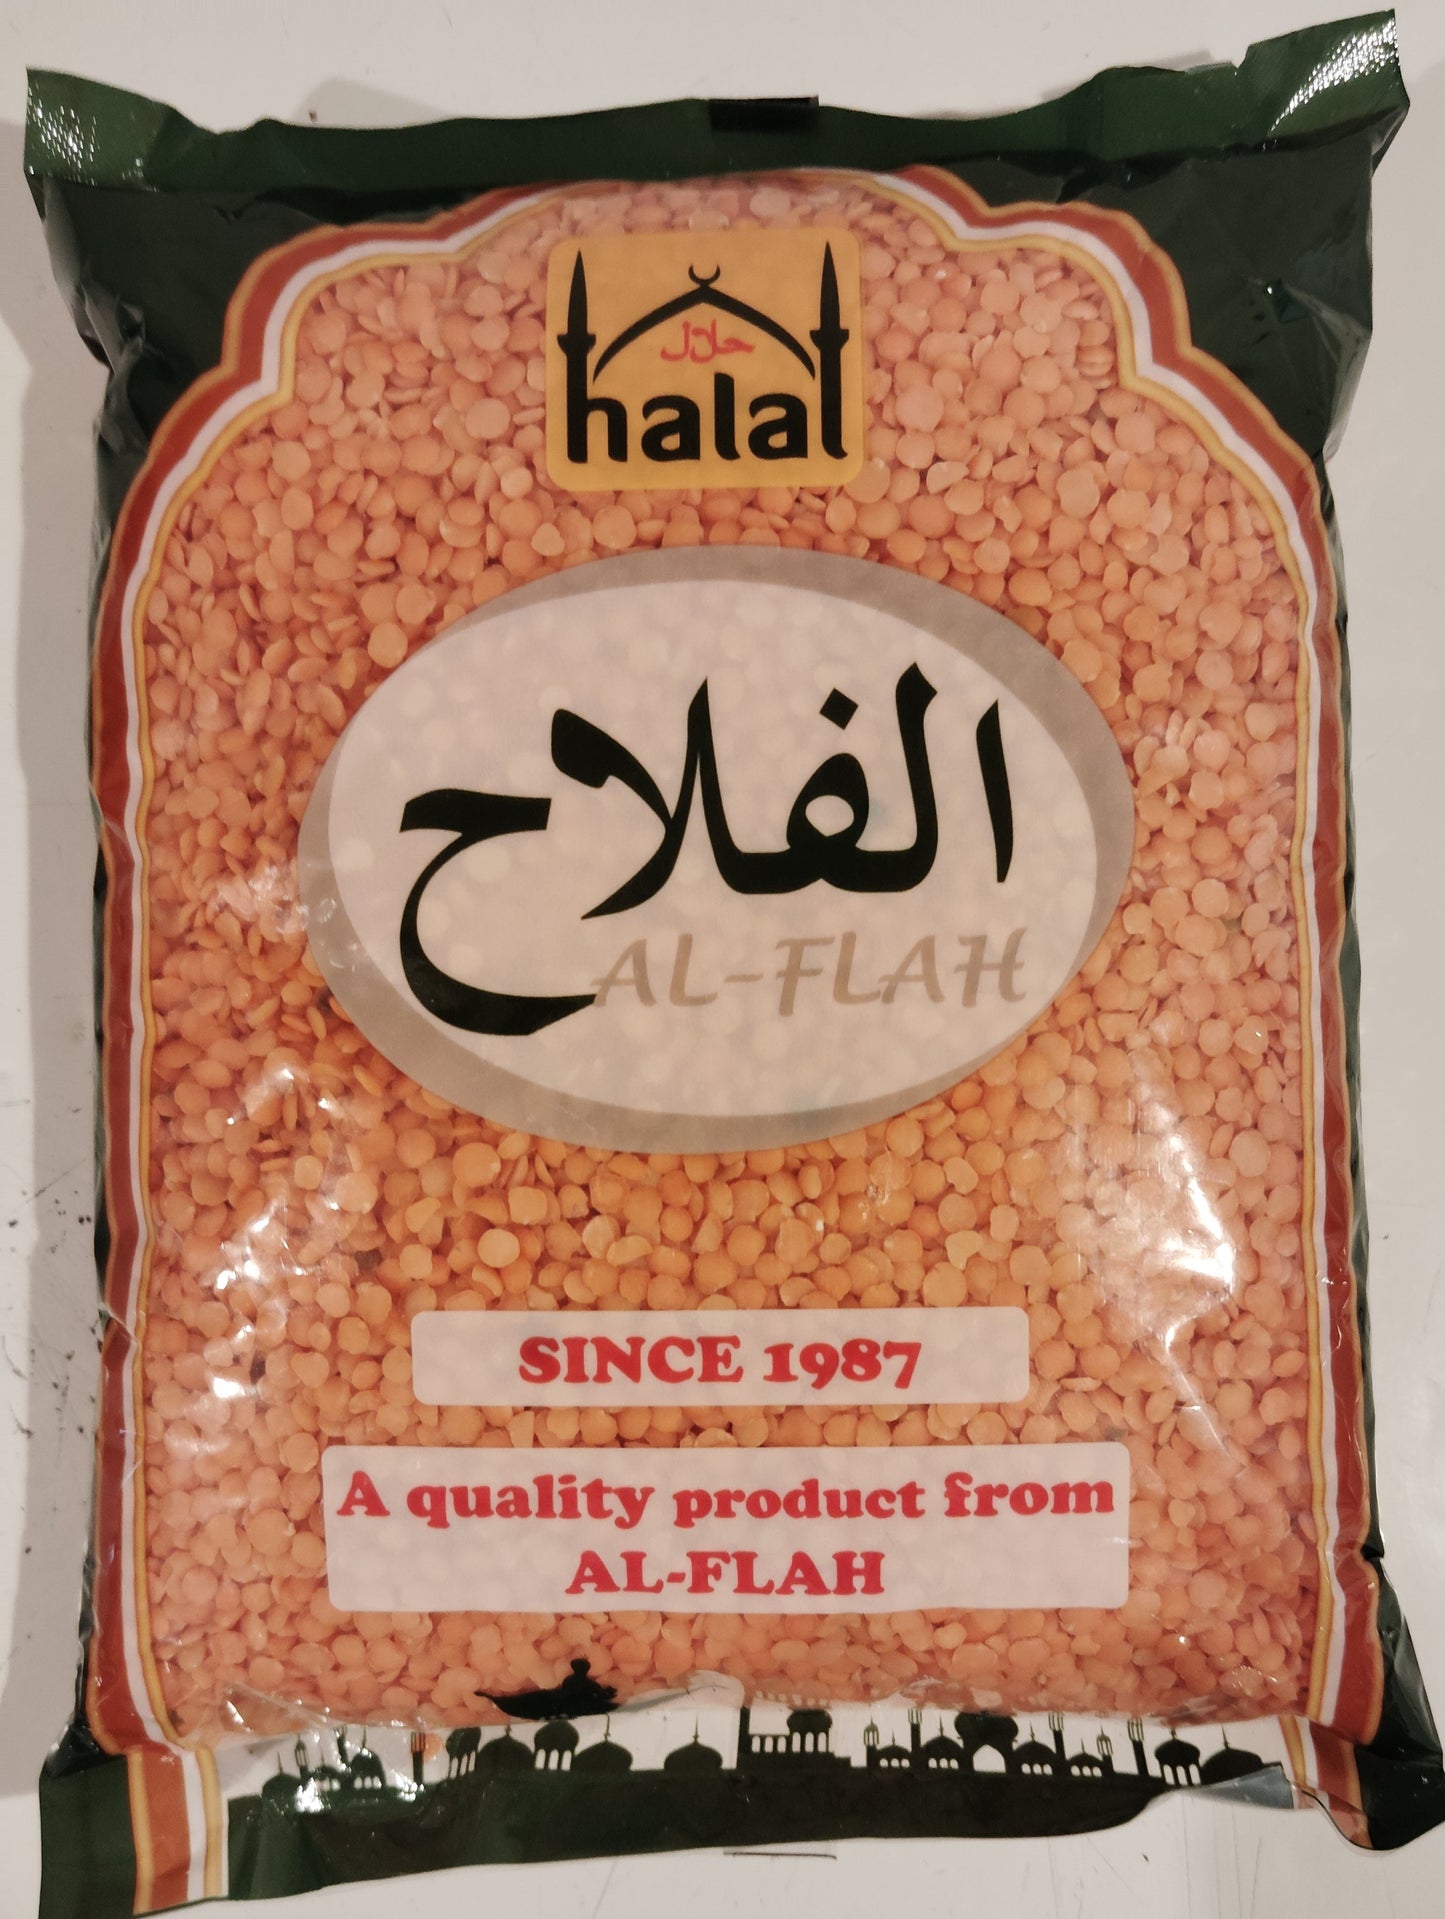 حلال
halal
الفلاح
AL-FLAH
SINCE 1987
A quality product from
AL-FLAH